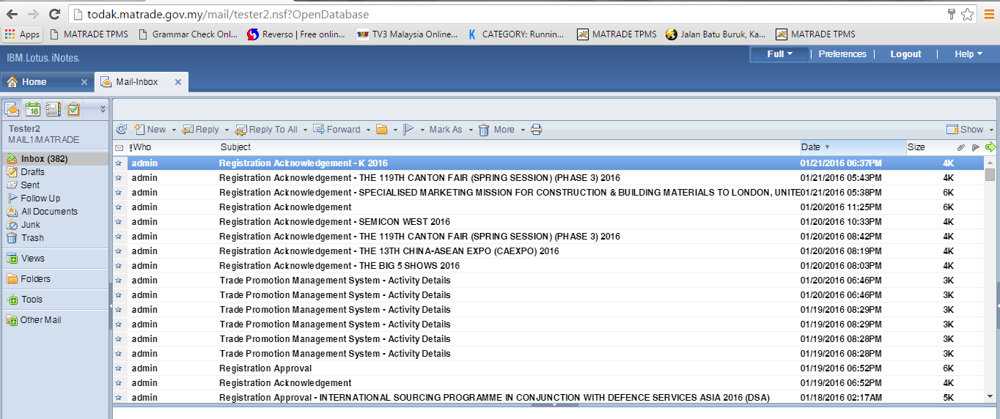 todak.matrade.gov.my/mail/tester2.nsf?OpenDatabase
Apps MATRADE TPMS Grammar Check Onl... Reverso | Free onlin... TV3 Malaysia Online... K CATEGORY: Runnin... MATRADE TPMS Jalan Batu Buruk, Ka... MATRADE TPMS
IBM. Lotus. iNotes. Full Preferences Logout Help
Home Mail-Inbox
18
Tester2
MAIL1/MATRADE
Inbox (382)
Drafts
Sent
Follow Up
All Documents
Junk
Trash
Views
Folders
Tools
Other Mail
New Reply Reply To All Forward Mark As More Show
!Who Subject Date Size
admin Registration Acknowledgement - K 2016 01/21/2016 06:37PM 4K
admin Registration Acknowledgement - THE 119TH CANTON FAIR (SPRING SESSION) (PHASE 3) 2016 01/21/2016 05:43PM 4K
admin Registration Acknowledgement - SPECIALISED MARKETING MISSION FOR CONSTRUCTION & BUILDING MATERIALS TO LONDON, UNITE 01/21/2016 05:38PM 6K
admin Registration Acknowledgement 01/20/2016 11:25PM 6K
admin Registration Acknowledgement - SEMICON WEST 2016 01/20/2016 10:33PM 4K
admin Registration Acknowledgement - THE 119TH CANTON FAIR (SPRING SESSION) (PHASE 3) 2016 01/20/2016 08:42PM 4K
admin Registration Acknowledgement - THE 13TH CHINA-ASEAN EXPO (CAEXPO) 2016 01/20/2016 08:19PM 4K
admin Registration Acknowledgement - THE BIG 5 SHOWS 2016 01/20/2016 08:03PM 4K
admin Trade Promotion Management System - Activity Details 01/20/2016 06:46PM 3K
admin Trade Promotion Management System - Activity Details 01/20/2016 06:46PM 3K
admin Trade Promotion Management System - Activity Details 01/19/2016 08:29PM 3K
admin Trade Promotion Management System - Activity Details 01/19/2016 08:29PM 3K
admin Trade Promotion Management System - Activity Details 01/19/2016 08:28PM 3K
admin Trade Promotion Management System - Activity Details 01/19/2016 08:28PM 3K
admin Registration Approval 01/19/2016 06:52PM 6K
admin Registration Acknowledgement 01/19/2016 06:52PM 4K
admin Registration Approval - INTERNATIONAL SOURCING PROGRAMME IN CONJUNCTION WITH DEFENCE SERVICES ASIA 2016 (DSA) 01/18/2016 02:17AM 5K